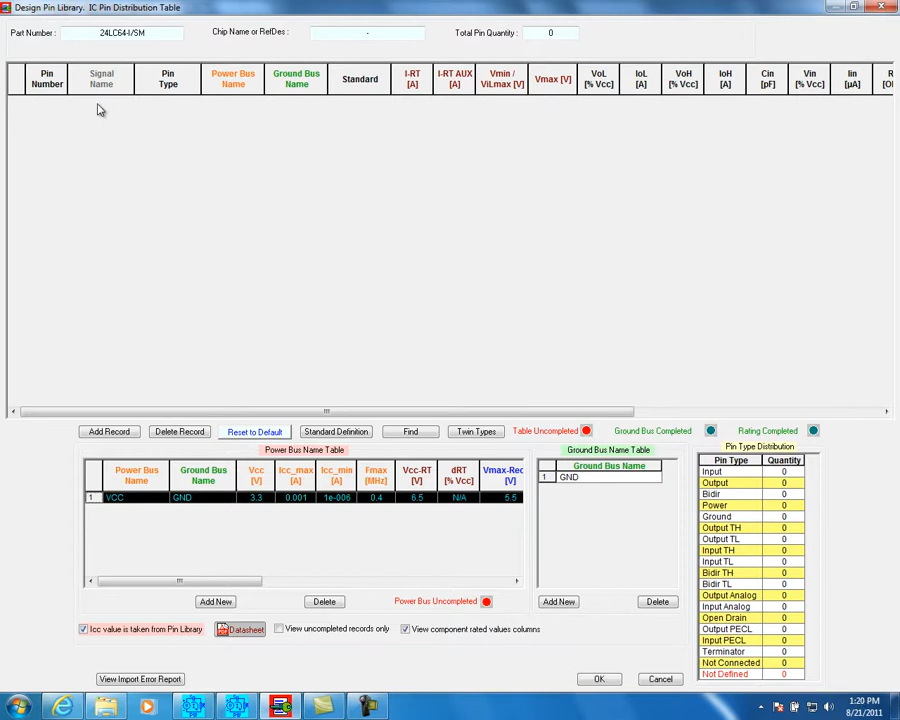 Design Pin Library. IC Pin Distribution Table
Part Number : 24LC64-I/SM Chip Name or RefDes : - Total Pin Quantity : 0
Pin Number Signal Name Pin Type Power Bus Name Ground Bus Name Standard I-RT [A] I-RT AUX [A] Vmin / ViLmax [V] Vmax [V] VoL [% Vcc] IoL [A] VoH [% Vcc] IoH [A] Cin [pF] Vin [% Vcc] Iin [µA]
Add Record Delete Record Reset to Default Standard Definition Find Twin Types Table Uncompleted Ground Bus Completed Rating Completed
Power Bus Name Table
Power Bus Name Ground Bus Name Vcc [V] Icc_max [A] Icc_min [A] Fmax [MHz] Vcc-RT [V] dRT [% Vcc] Vmax-Rec [V]
1 VCC GND 3.3 0.001 1e-006 0.4 6.5 N/A 5.5
Add New Delete Power Bus Uncompleted
Ground Bus Name Table
Ground Bus Name
1 GND
Add New Delete
Pin Type Distribution
Pin Type Quantity
Input 0
Output 0
Bidir 0
Power 0
Ground 0
Output TH 0
Output TL 0
Input TH 0
Input TL 0
Bidir TH 0
Bidir TL 0
Output Analog 0
Input Analog 0
Open Drain 0
Output PECL 0
Input PECL 0
Terminator 0
Not Connected 0
Not Defined 0
Icc value is taken from Pin Library Datasheet View uncompleted records only View component rated values columns
View Import Error Report OK Cancel
1:20 PM
8/21/2011